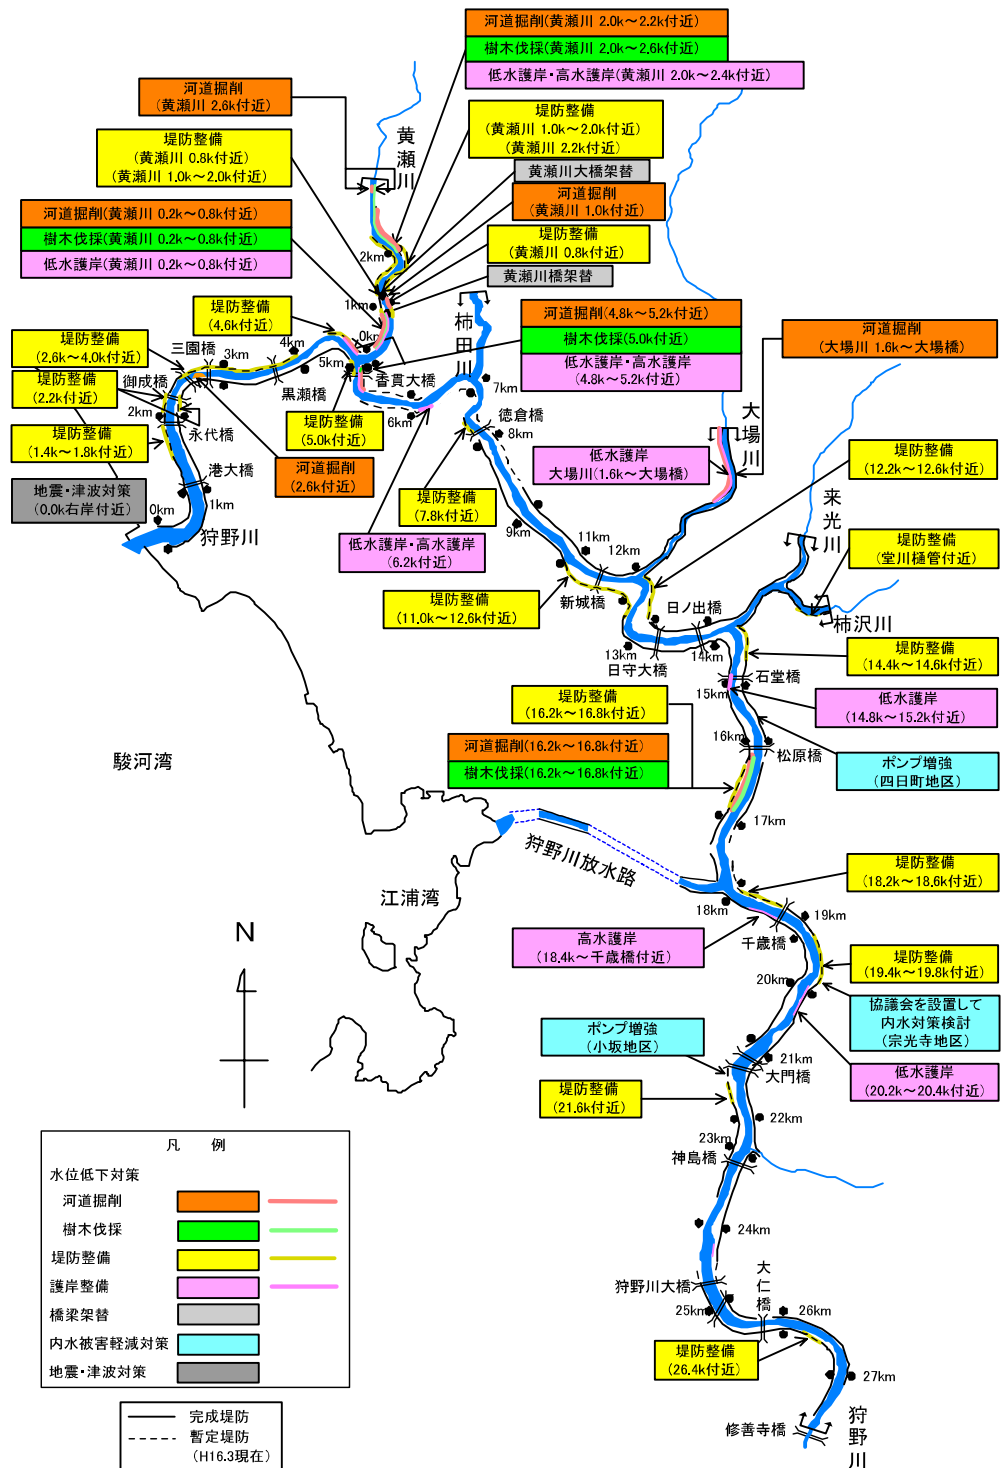 河道掘削(黄瀬川 2.0k～2.2k付近)
樹木伐採(黄瀬川 2.0k～2.6k付近)
低水護岸・高水護岸(黄瀬川 2.0k～2.4k付近)
河道掘削
(黄瀬川 2.6k付近)
黄瀬川
堤防整備
(黄瀬川 1.0k～2.0k付近)
(黄瀬川 2.2k付近)
堤防整備
(黄瀬川 0.8k付近)
(黄瀬川 1.0k～2.0k付近)
黄瀬川大橋架替
河道掘削
(黄瀬川 1.0k付近)
河道掘削(黄瀬川 0.2k～0.8k付近)
樹木伐採(黄瀬川 0.2k～0.8k付近)
低水護岸(黄瀬川 0.2k～0.8k付近)
堤防整備
(黄瀬川 0.8k付近)
黄瀬川橋架替
2km
1km
0km
柿田川
堤防整備
(4.6k付近)
河道掘削(4.8k～5.2k付近)
樹木伐採(5.0k付近)
低水護岸・高水護岸
(4.8k～5.2k付近)
河道掘削
(大場川 1.6k～大場橋)
堤防整備
(2.6k～4.0k付近)
三園橋
3km
4km
5km
黒瀬橋
香貫大橋
6km
7km
御成橋
堤防整備
(2.2k付近)
2km
永代橋
堤防整備
(1.4k～1.8k付近)
港大橋
1km
0km
狩野川
地震・津波対策
(0.0k右岸付近)
堤防整備
(5.0k付近)
河道掘削
(2.6k付近)
徳倉橋
8km
堤防整備
(7.8k付近)
9km
低水護岸・高水護岸
(6.2k付近)
大場川
低水護岸
大場川(1.6k～大場橋)
堤防整備
(12.2k～12.6k付近)
来光川
堤防整備
(堂川樋管付近)
柿沢川
11km
12km
新城橋
堤防整備
(11.0k～12.6k付近)
日ノ出橋
13km
日守大橋
14km
堤防整備
(14.4k～14.6k付近)
石堂橋
15km
低水護岸
(14.8k～15.2k付近)
堤防整備
(16.2k～16.8k付近)
河道掘削(16.2k～16.8k付近)
樹木伐採(16.2k～16.8k付近)
16km
松原橋
ポンプ増強
(四日町地区)
17km
駿河湾
狩野川放水路
江浦湾
18km
堤防整備
(18.2k～18.6k付近)
19km
千歳橋
高水護岸
(18.4k～千歳橋付近)
堤防整備
(19.4k～19.8k付近)
20km
協議会を設置して
内水対策検討
(宗光寺地区)
N
ポンプ増強
(小坂地区)
21km
大門橋
低水護岸
(20.2k～20.4k付近)
堤防整備
(21.6k付近)
22km
23km
神島橋
24km
狩野川大橋
25km
大仁橋
26km
堤防整備
(26.4k付近)
27km
修善寺橋
狩野川
凡 例
水位低下対策
河道掘削
樹木伐採
堤防整備
護岸整備
橋梁架替
内水被害軽減対策
地震・津波対策
完成堤防
暫定堤防
(H16.3現在)